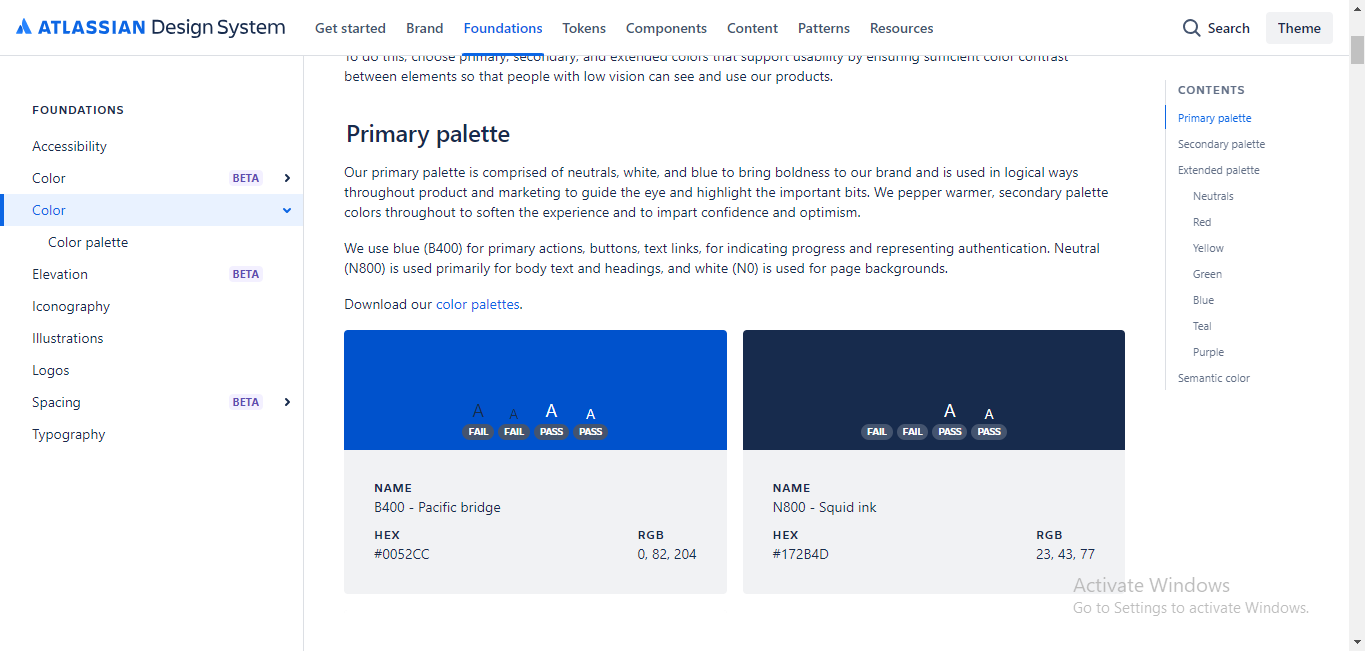 ATLASSIAN Design System
Get started
Brand
Foundations
Tokens
Components
Content
Patterns
Resources
Search
Theme
FOUNDATIONS
Accessibility
Color BETA
Color
Color palette
Elevation BETA
Iconography
Illustrations
Logos
Spacing BETA
Typography
To do this, choose primary, secondary, and extended colors that support usability by ensuring sufficient color contrast
between elements so that people with low vision can see and use our products.
Primary palette
Our primary palette is comprised of neutrals, white, and blue to bring boldness to our brand and is used in logical ways
throughout product and marketing to guide the eye and highlight the important bits. We pepper warmer, secondary palette
colors throughout to soften the experience and to impart confidence and optimism.
We use blue (B400) for primary actions, buttons, text links, for indicating progress and representing authentication. Neutral
(N800) is used primarily for body text and headings, and white (N0) is used for page backgrounds.
Download our color palettes.
A A A A
FAIL FAIL PASS PASS
NAME
B400 - Pacific bridge
HEX RGB
#0052CC 0, 82, 204
A A
FAIL FAIL PASS PASS
NAME
N800 - Squid ink
HEX RGB
#172B4D 23, 43, 77
CONTENTS
Primary palette
Secondary palette
Extended palette
Neutrals
Red
Yellow
Green
Blue
Teal
Purple
Semantic color
Activate Windows
Go to Settings to activate Windows.